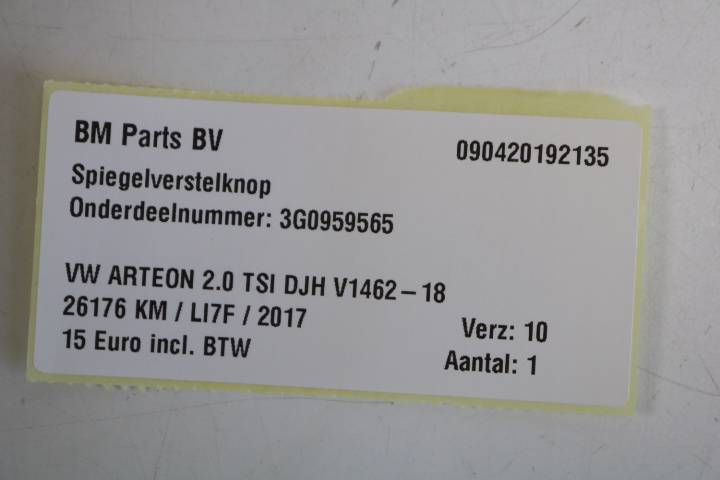 BM Parts BV 090420192135
Spiegelverstelknop
Onderdeelnummer: 3G0959565
VW ARTEON 2.0 TSI DJH V1462-18
26176 KM / LI7F / 2017 Verz: 10
15 Euro incl. BTW Aantal: 1